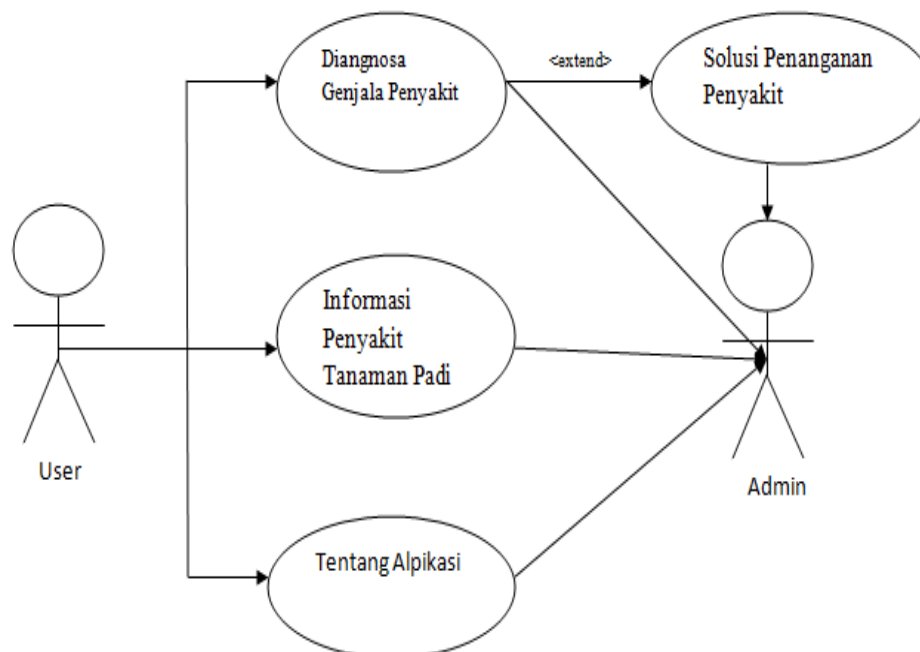 Diangnosa
Genjala Penyakit
<extend>
Solusi Penanganan
Penyakit
Informasi
Penyakit
Tanaman Padi
User
Admin
Tentang Alpikasi